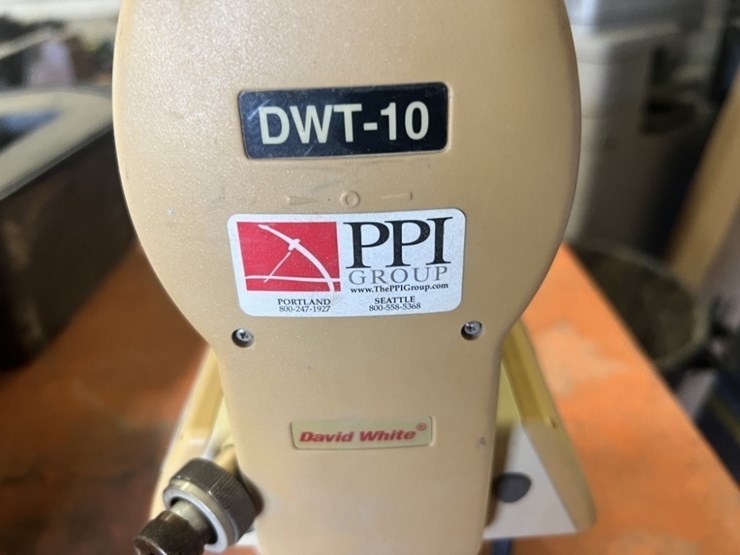 DWT-10
PPI
GROUP
www.ThePPIGroup.com
PORTLAND
800-247-1927
SEATTLE
800-558-5368
David White®